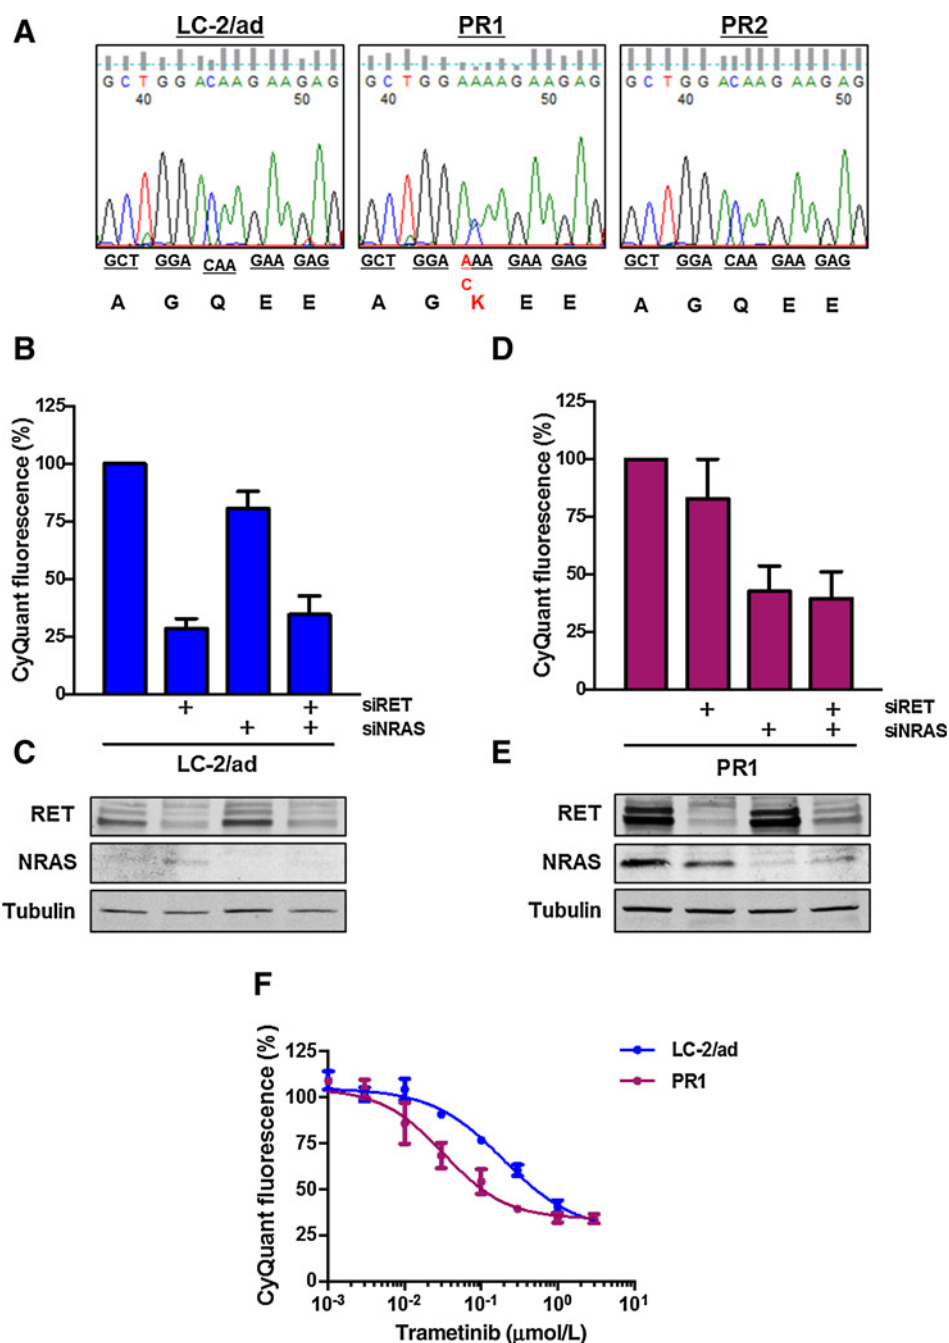 A
LC-2/ad PR1 PR2
G C T G G A C A A G A A G A G
40 50
G C T G G A A A A G A A G A G
40 50
G C T G G A C A A G A A G A G
40 50
GCT GGA CAA GAA GAG
A G Q E E
GCT GGA AAA GAA GAG
C
A G K E E
GCT GGA CAA GAA GAG
A G Q E E
B
CyQuant fluorescence (%)
125
100
75
50
25
0
+ + siRET
+ + siNRAS
LC-2/ad
D
CyQuant fluorescence (%)
125
100
75
50
25
0
+ + siRET
+ + siNRAS
PR1
C
RET
NRAS
Tubulin
E
RET
NRAS
Tubulin
F
CyQuant fluorescence (%)
125
100
75
50
25
0
10⁻³ 10⁻² 10⁻¹ 10⁰ 10¹
Trametinib (μmol/L)
LC-2/ad
PR1